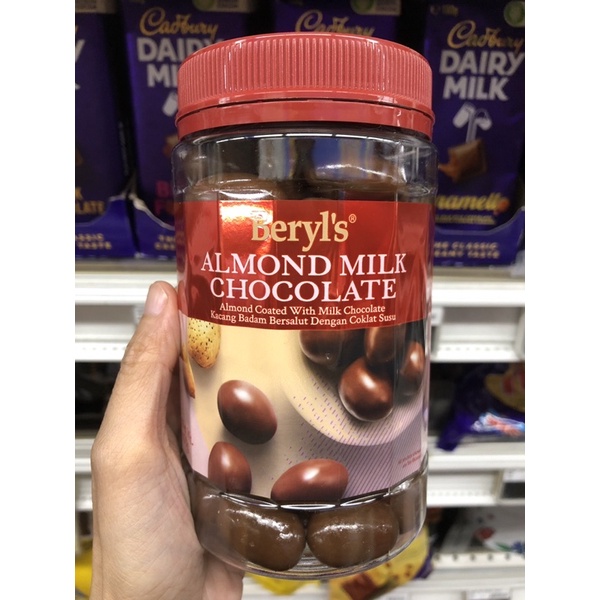 Cadbury
DAIRY
MILK
Cadbury
DAIRY
MILK
Beryl's®
ALMOND MILK
CHOCOLATE
Almond Coated With Milk Chocolate
Kacang Badam Bersalut Dengan Coklat Susu